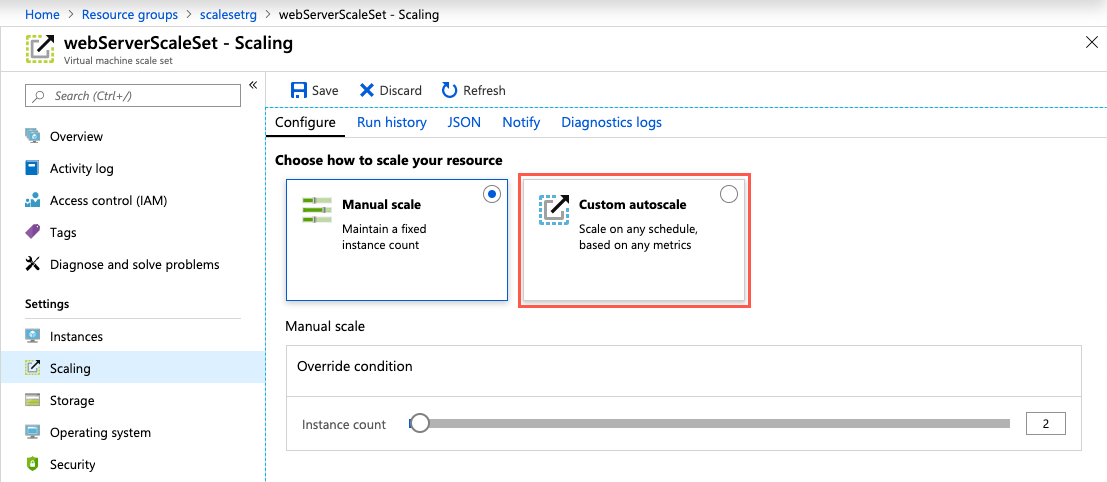 Home > Resource groups > scalesetrg > webServerScaleSet - Scaling
webServerScaleSet - Scaling
Virtual machine scale set
Search (Ctrl+/)
«
Overview
Activity log
Access control (IAM)
Tags
Diagnose and solve problems
Settings
Instances
Scaling
Storage
Operating system
Security
Save Discard Refresh
Configure Run history JSON Notify Diagnostics logs
Choose how to scale your resource
Manual scale
Maintain a fixed
instance count
Custom autoscale
Scale on any schedule,
based on any metrics
Manual scale
Override condition
Instance count 2